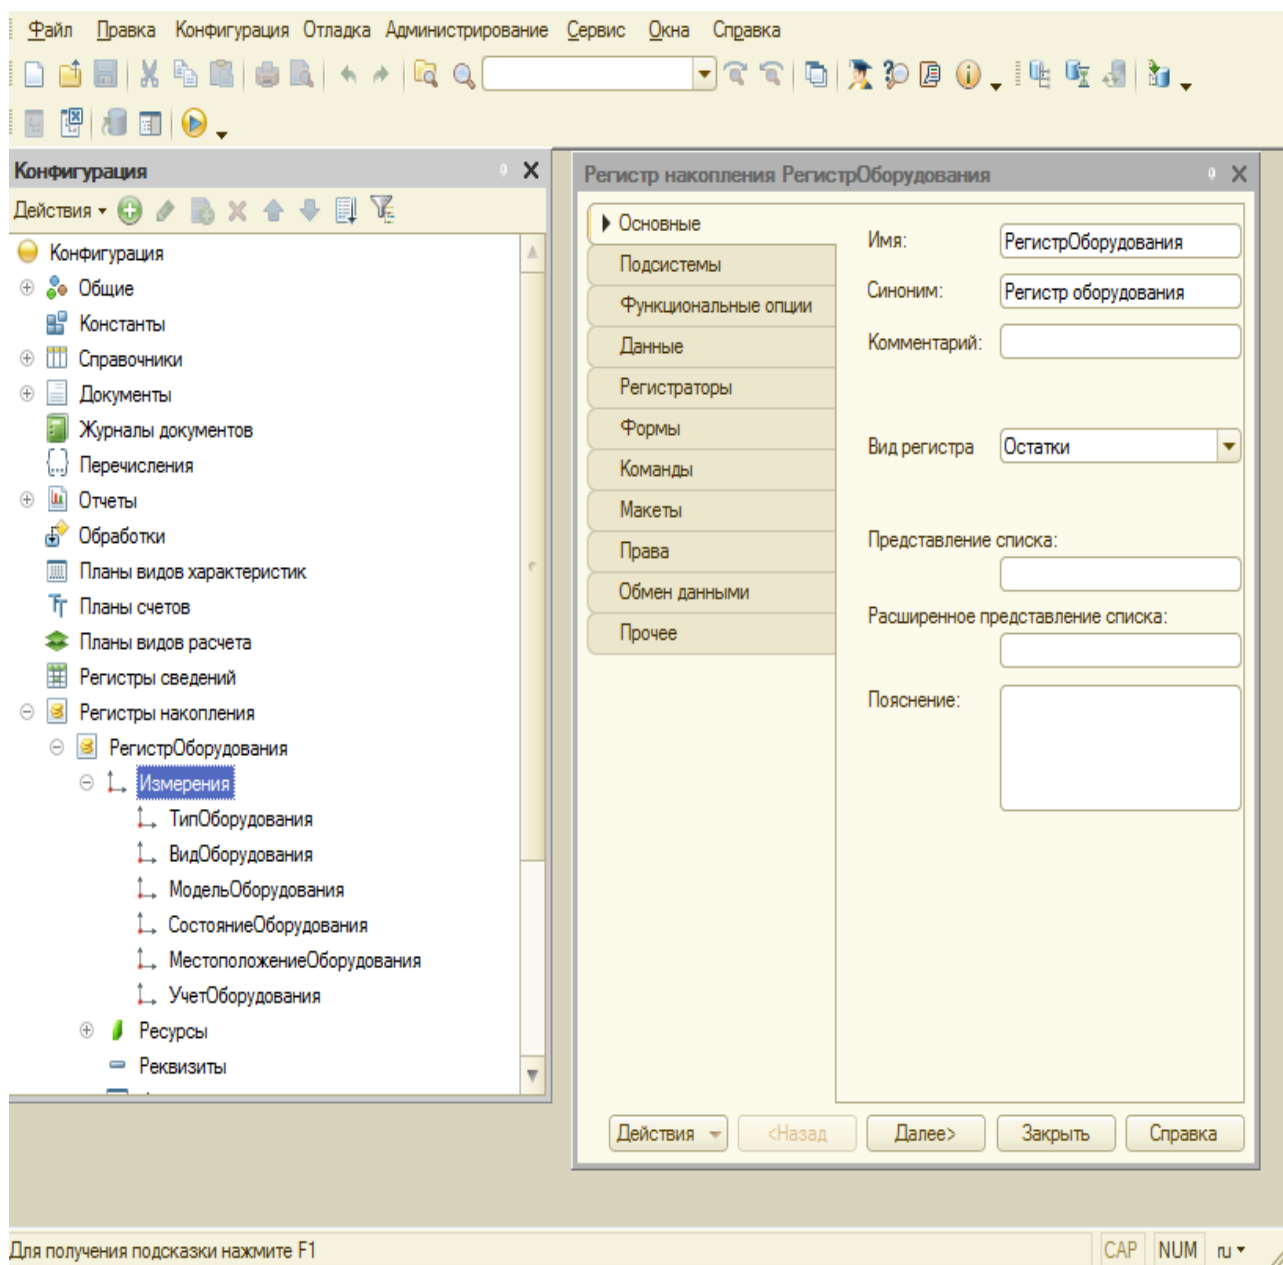 Файл Правка Конфигурация Отладка Администрирование Сервис Окна Справка
Конфигурация
Действия
Конфигурация
Общие
Константы
Справочники
Документы
Журналы документов
Перечисления
Отчеты
Обработки
Планы видов характеристик
Планы счетов
Планы видов расчета
Регистры сведений
Регистры накопления
РегистрОборудования
Измерения
ТипОборудования
ВидОборудования
МодельОборудования
СостояниеОборудования
МестоположениеОборудования
УчетОборудования
Ресурсы
Реквизиты
Регистр накопления РегистрОборудования
Основные
Подсистемы
Функциональные опции
Данные
Регистраторы
Формы
Команды
Макеты
Права
Обмен данными
Прочее
Имя: РегистрОборудования
Синоним: Регистр оборудования
Комментарий:
Вид регистра Остатки
Представление списка:
Расширенное представление списка:
Пояснение:
Действия <Назад Далее> Закрыть Справка
Для получения подсказки нажмите F1 CAP NUM ru